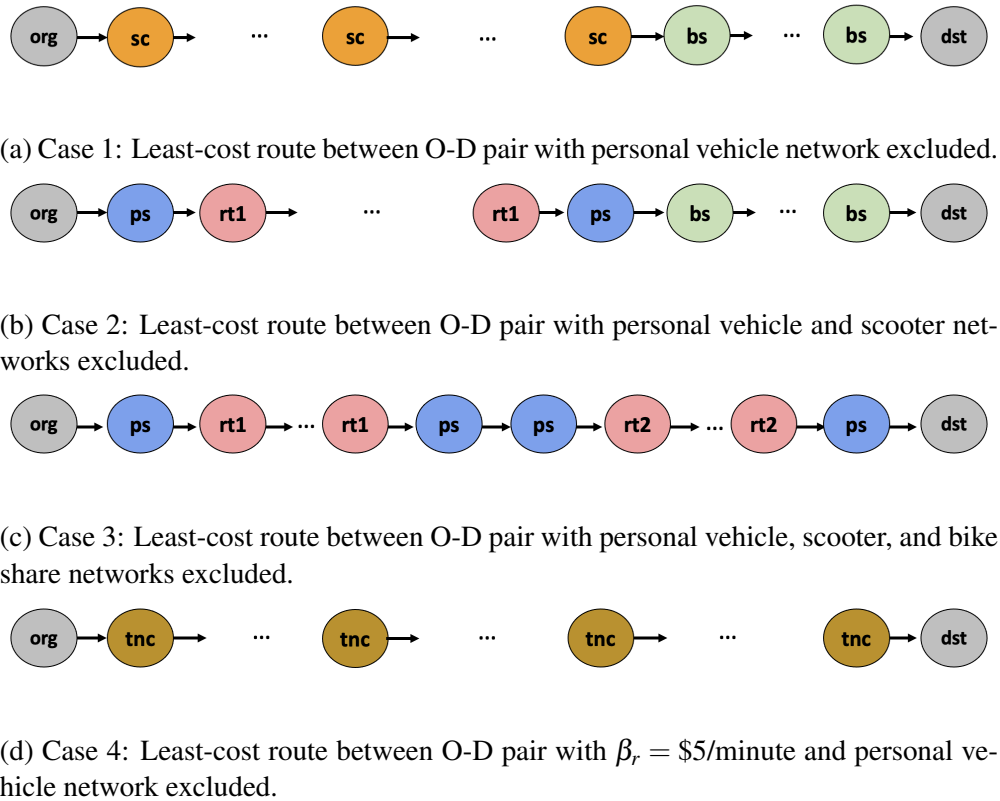 org sc ... sc ... sc bs ... bs dst
(a) Case 1: Least-cost route between O-D pair with personal vehicle network excluded.
org ps rt1 ... rt1 ps bs ... bs dst
(b) Case 2: Least-cost route between O-D pair with personal vehicle and scooter net-
works excluded.
org ps rt1 ... rt1 ps ps rt2 ... rt2 ps dst
(c) Case 3: Least-cost route between O-D pair with personal vehicle, scooter, and bike
share networks excluded.
org tnc ... tnc ... tnc ... tnc dst
(d) Case 4: Least-cost route between O-D pair with βr = $5/minute and personal ve-
hicle network excluded.